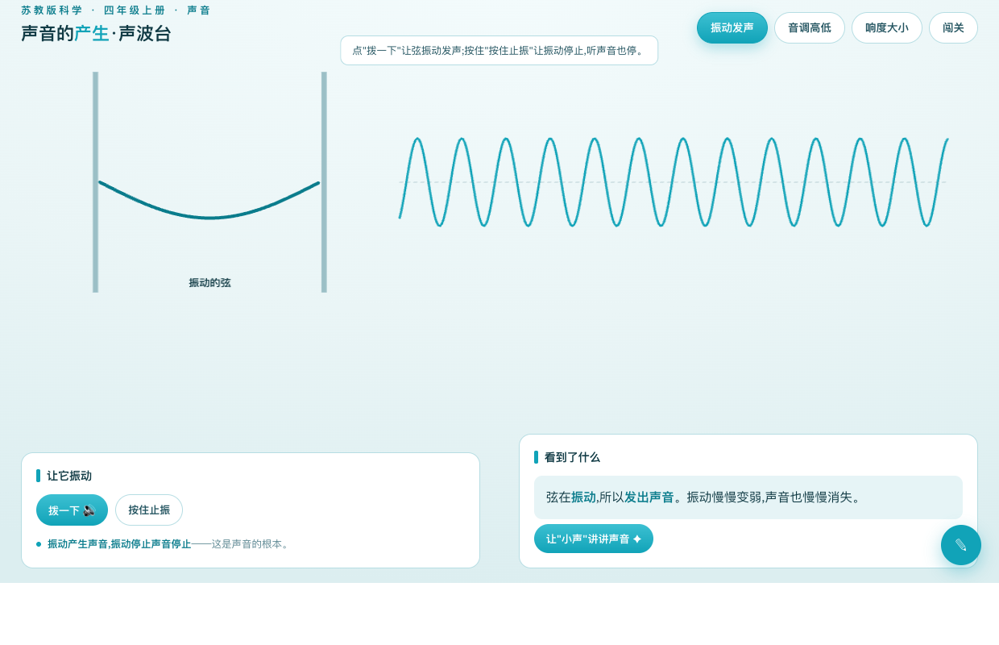 苏教版科学 · 四年级上册 · 声音
声音的产生·声波台
振动发声
音调高低
响度大小
闯关
点"拨一下"让弦振动发声;按住"按住止振"让振动停止,听声音也停。
振动的弦
让它振动
拨一下 🔊
按住止振
振动产生声音,振动停止声音停止——这是声音的根本。
看到了什么
弦在振动,所以发出声音。振动慢慢变弱,声音也慢慢消失。
让"小声"讲讲声音 ✦